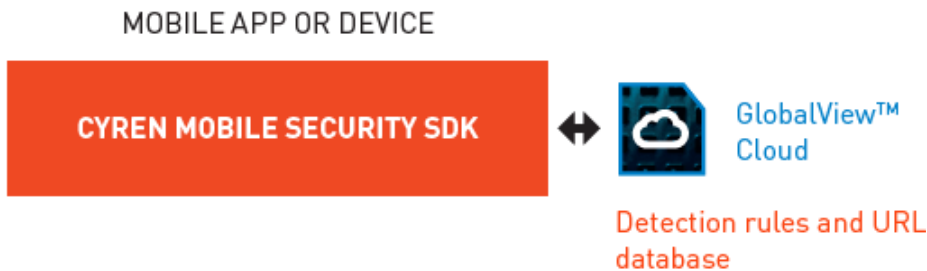 MOBILE APP OR DEVICE
CYREN MOBILE SECURITY SDK
GlobalView™
Cloud
Detection rules and URL
database